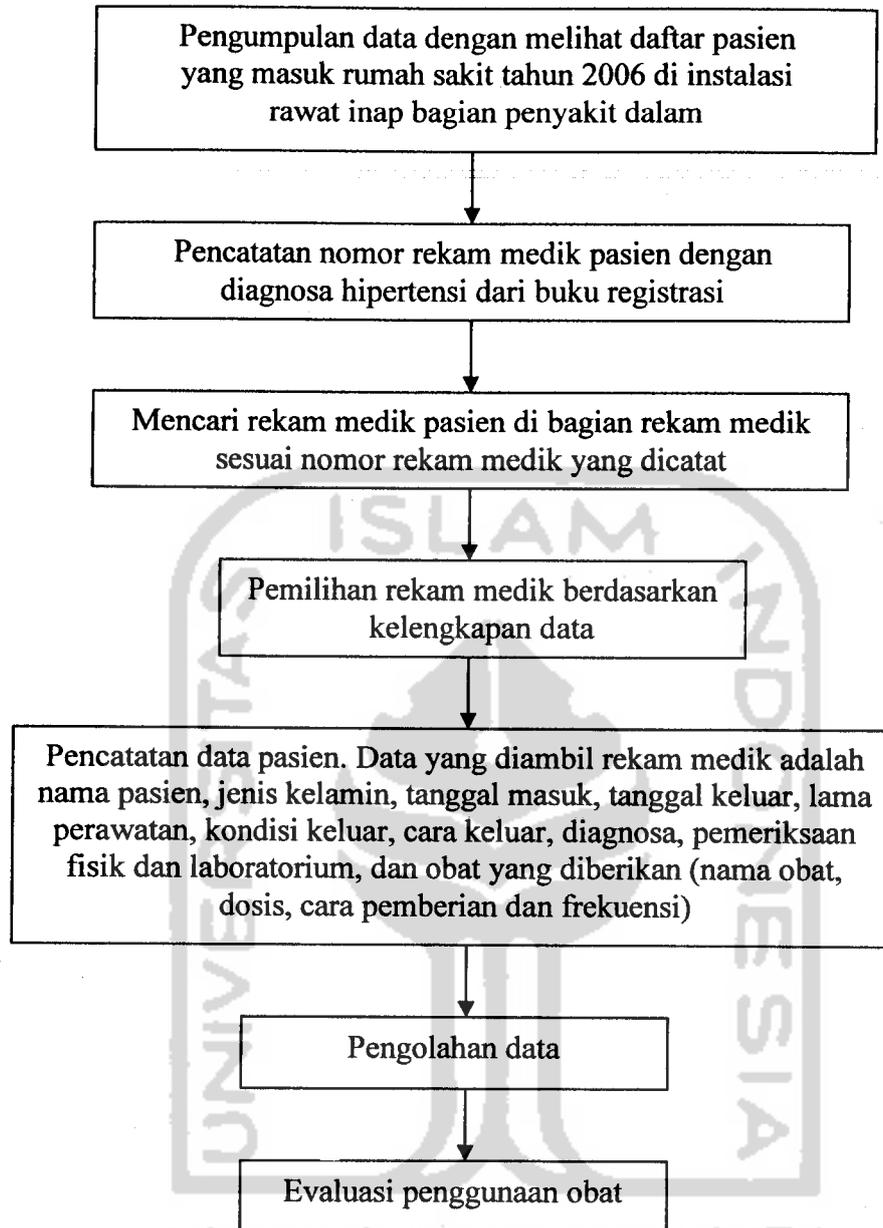 Pengumpulan data dengan melihat daftar pasien
yang masuk rumah sakit tahun 2006 di instalasi
rawat inap bagian penyakit dalam
Pencatatan nomor rekam medik pasien dengan
diagnosa hipertensi dari buku registrasi
Mencari rekam medik pasien di bagian rekam medik
sesuai nomor rekam medik yang dicatat
ISLAM
UNIVERSITAS
INDONESIA
Pemilihan rekam medik berdasarkan
kelengkapan data
Pencatatan data pasien. Data yang diambil rekam medik adalah
nama pasien, jenis kelamin, tanggal masuk, tanggal keluar, lama
perawatan, kondisi keluar, cara keluar, diagnosa, pemeriksaan
fisik dan laboratorium, dan obat yang diberikan (nama obat,
dosis, cara pemberian dan frekuensi)
Pengolahan data
Evaluasi penggunaan obat